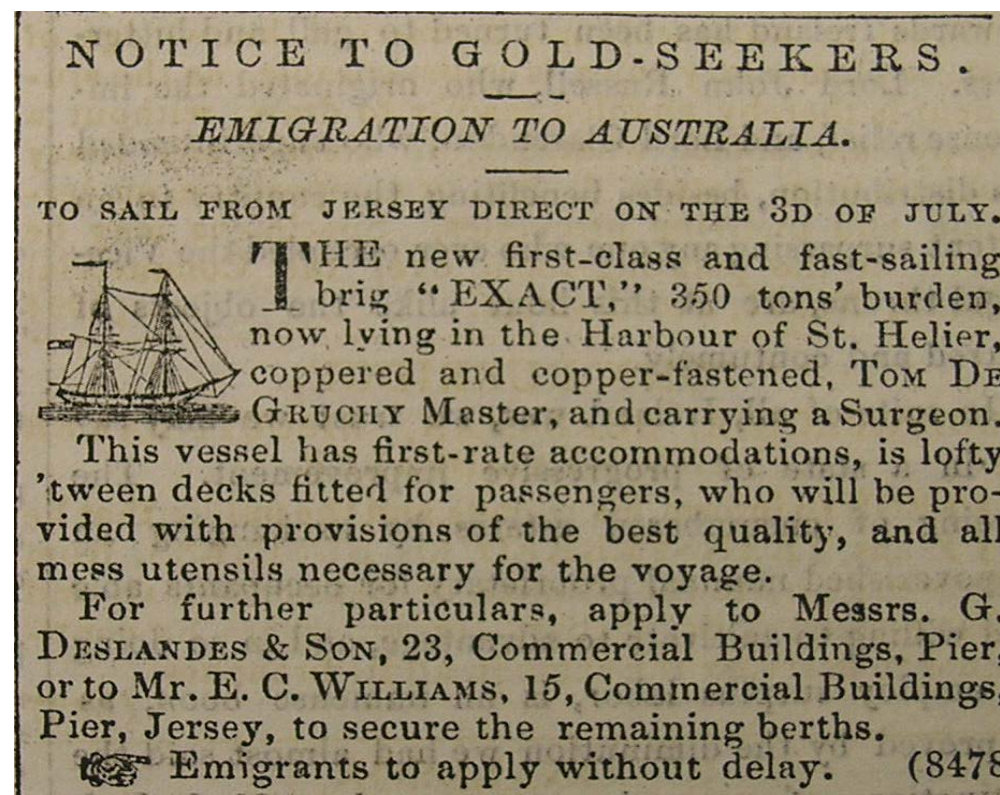 NOTICE TO GOLD-SEEKERS.
EMIGRATION TO AUSTRALIA.
TO SAIL FROM JERSEY DIRECT ON THE 3D OF JULY.
THE new first-class and fast-sailing
brig "EXACT," 350 tons' burden,
now lying in the Harbour of St. Helier,
coppered and copper-fastened, TOM DE
GRUCHY Master, and carrying a Surgeon.
This vessel has first-rate accommodations, is lofty
'tween decks fitted for passengers, who will be pro-
vided with provisions of the best quality, and all
mess utensils necessary for the voyage.
For further particulars, apply to Messrs. G.
DESLANDES & SON, 23, Commercial Buildings, Pier,
or to Mr. E. C. WILLIAMS, 15, Commercial Buildings,
Pier, Jersey, to secure the remaining berths.
Emigrants to apply without delay. (8478